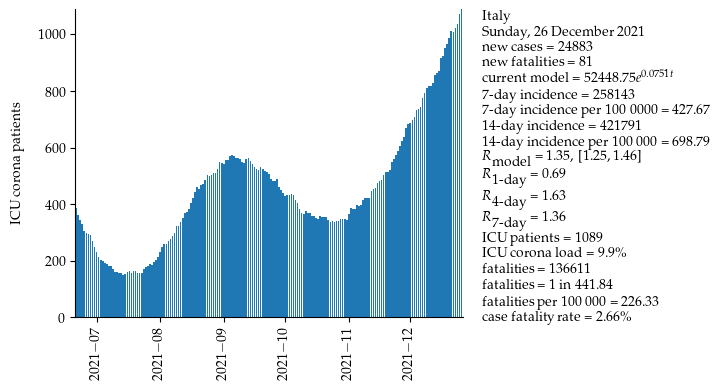 ICU corona patients
1000
800
600
400
200
0
2021−07
2021−08
2021−09
2021−10
2021−11
2021−12
Italy
Sunday, 26 December 2021
new cases = 24883
new fatalities = 81
current model = 52448.75e^0.0751t
7-day incidence = 258143
7-day incidence per 100 0000 = 427.67
14-day incidence = 421791
14-day incidence per 100 000 = 698.79
R_model = 1.35, [1.25, 1.46]
R_1-day = 0.69
R_4-day = 1.63
R_7-day = 1.36
ICU patients = 1089
ICU corona load = 9.9%
fatalities = 136611
fatalities = 1 in 441.84
fatalities per 100 000 = 226.33
case fatality rate = 2.66%